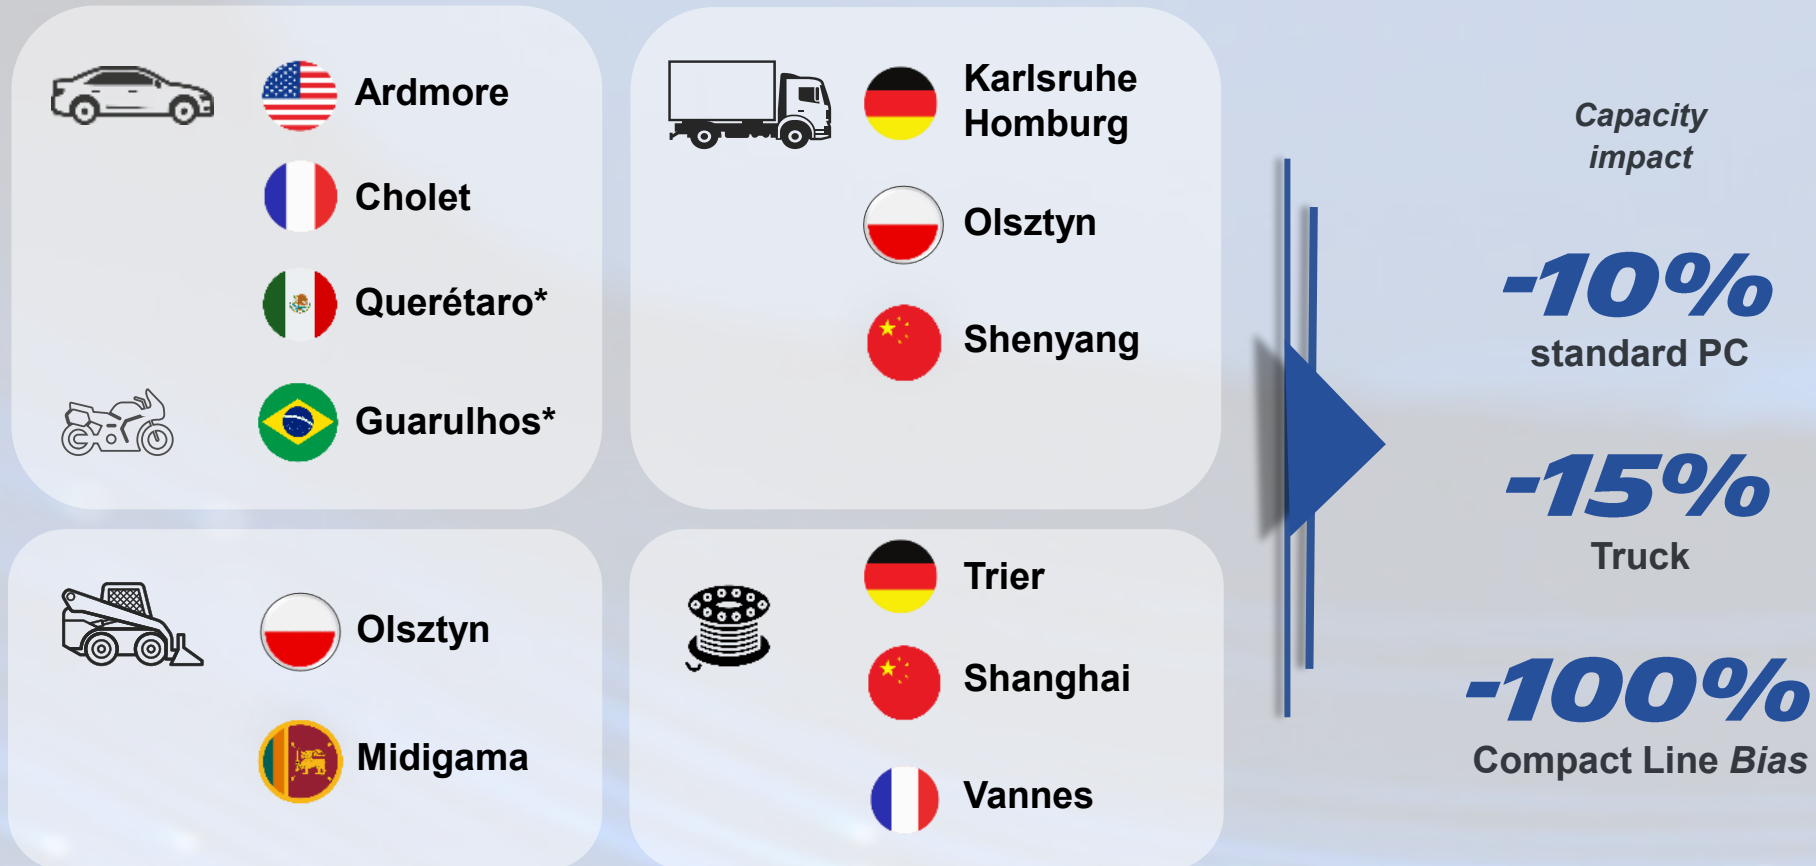 Ardmore
Cholet
Querétaro*
Guarulhos*
Karlsruhe
Homburg
Olsztyn
Shenyang
Olsztyn
Midigama
Trier
Shanghai
Vannes
Capacity
impact
-10%
standard PC
-15%
Truck
-100%
Compact Line Bias